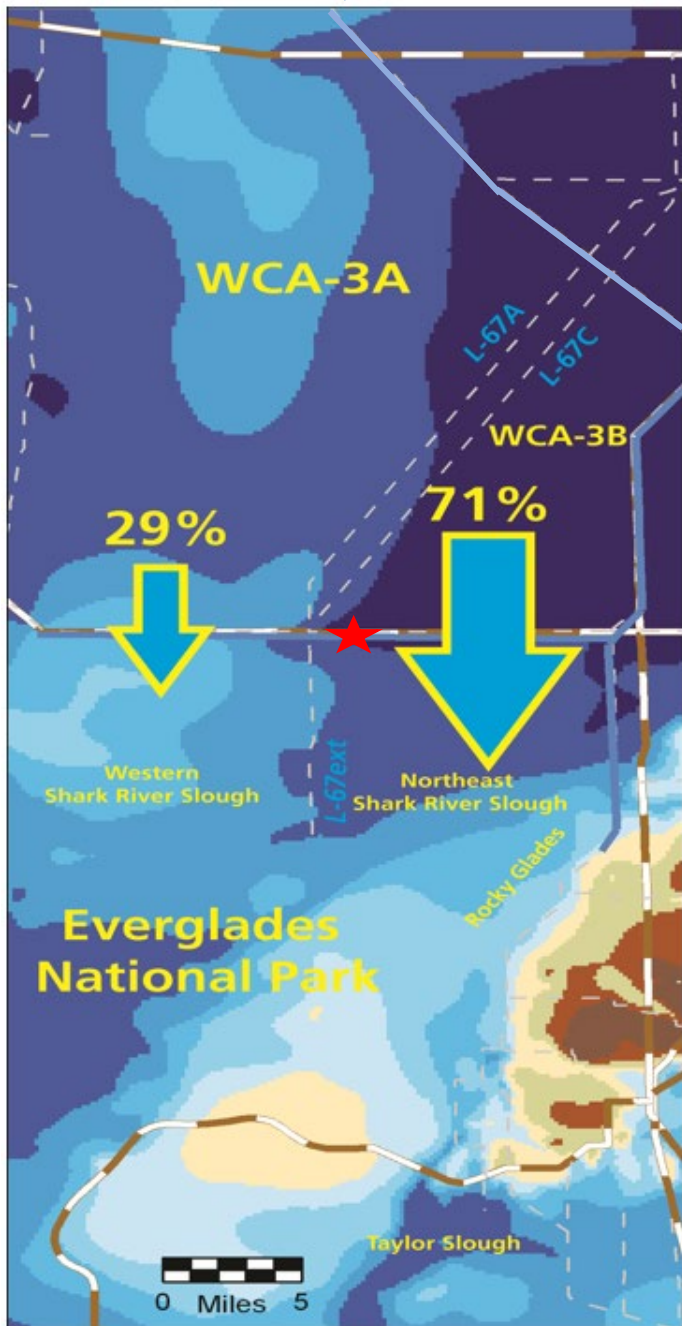 WCA-3A
L-67A
L-67C
WCA-3B
29%
71%
Western
Shark River Slough
L-67ext
Northeast
Shark River Slough
Rocky Glades
Everglades
National Park
Taylor Slough
0 Miles 5